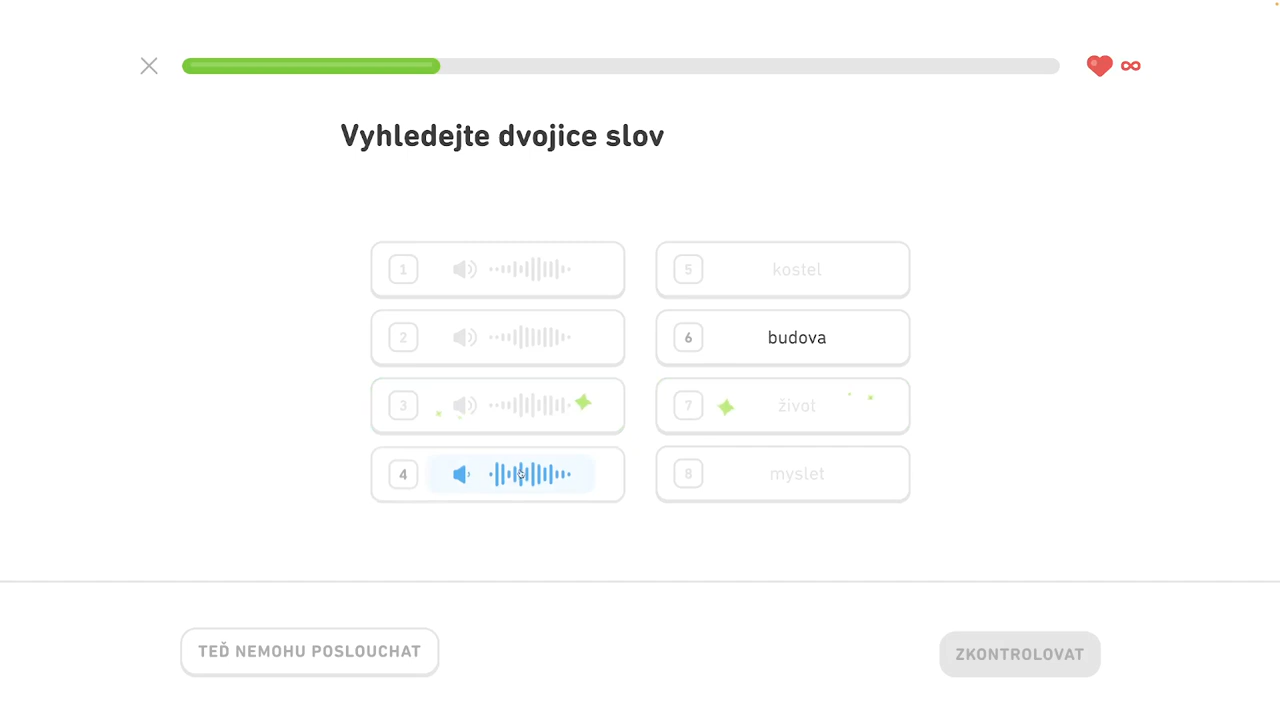 ∞
Vyhledejte dvojice slov
1
5 kostel
2
6 budova
3
7 život
4
8 myslet
TEĎ NEMOHU POSLOUCHAT
ZKONTROLOVAT